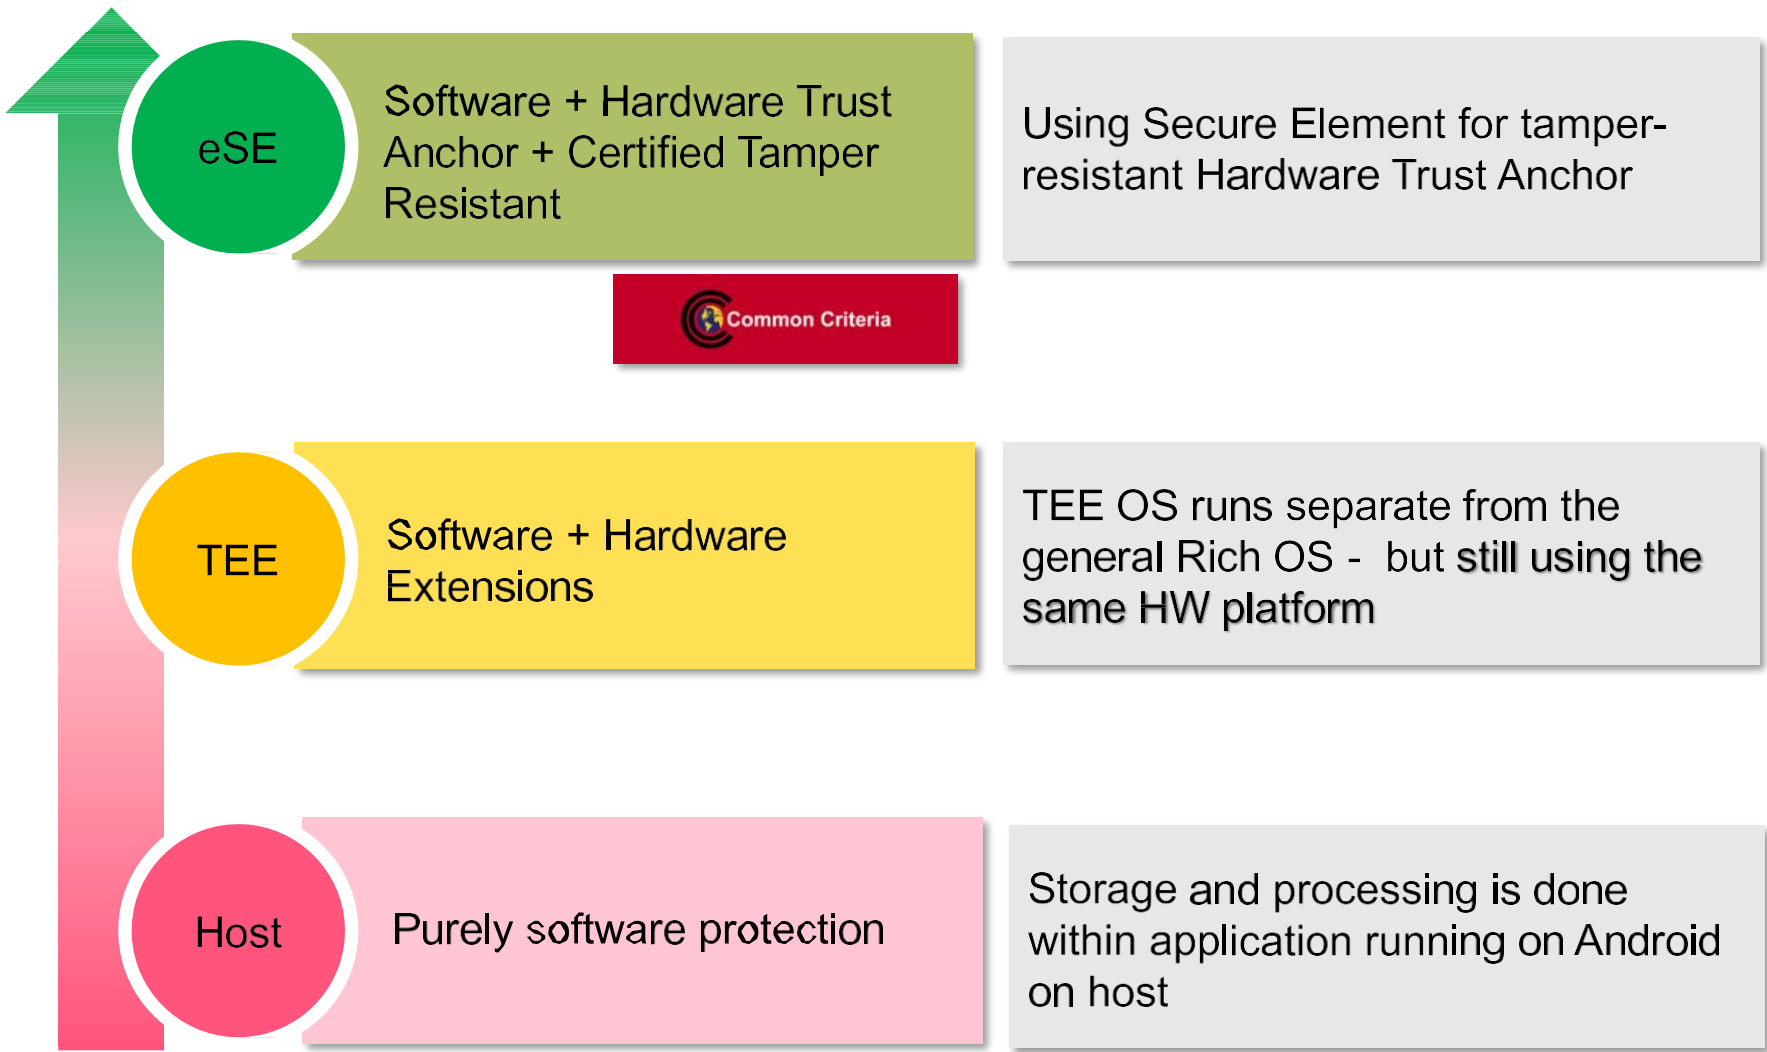 eSE
Software + Hardware Trust
Anchor + Certified Tamper
Resistant
Using Secure Element for tamper-
resistant Hardware Trust Anchor
Common Criteria
TEE
Software + Hardware
Extensions
TEE OS runs separate from the
general Rich OS - but still using the
same HW platform
Host
Purely software protection
Storage and processing is done
within application running on Android
on host